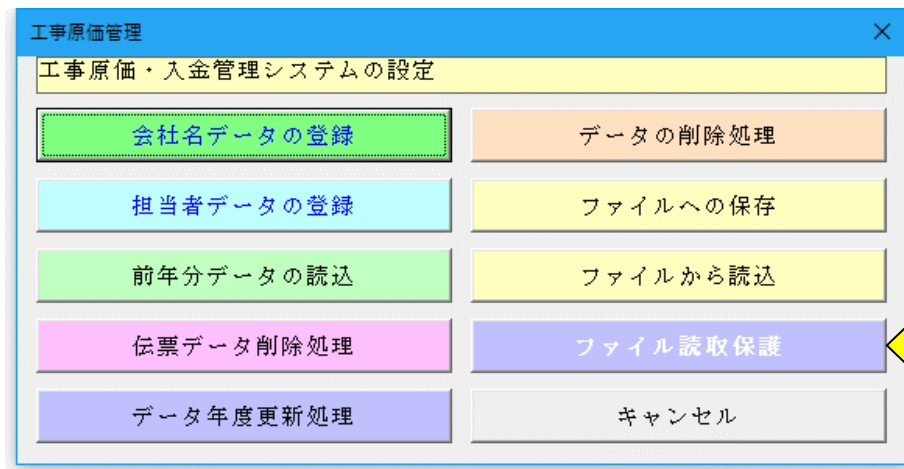 工事原価管理
工事原価・入金管理システムの設定
会社名データの登録
データの削除処理
担当者データの登録
ファイルへの保存
前年分データの読込
ファイルから読込
伝票データ削除処理
ファイル読取保護
データ年度更新処理
キャンセル